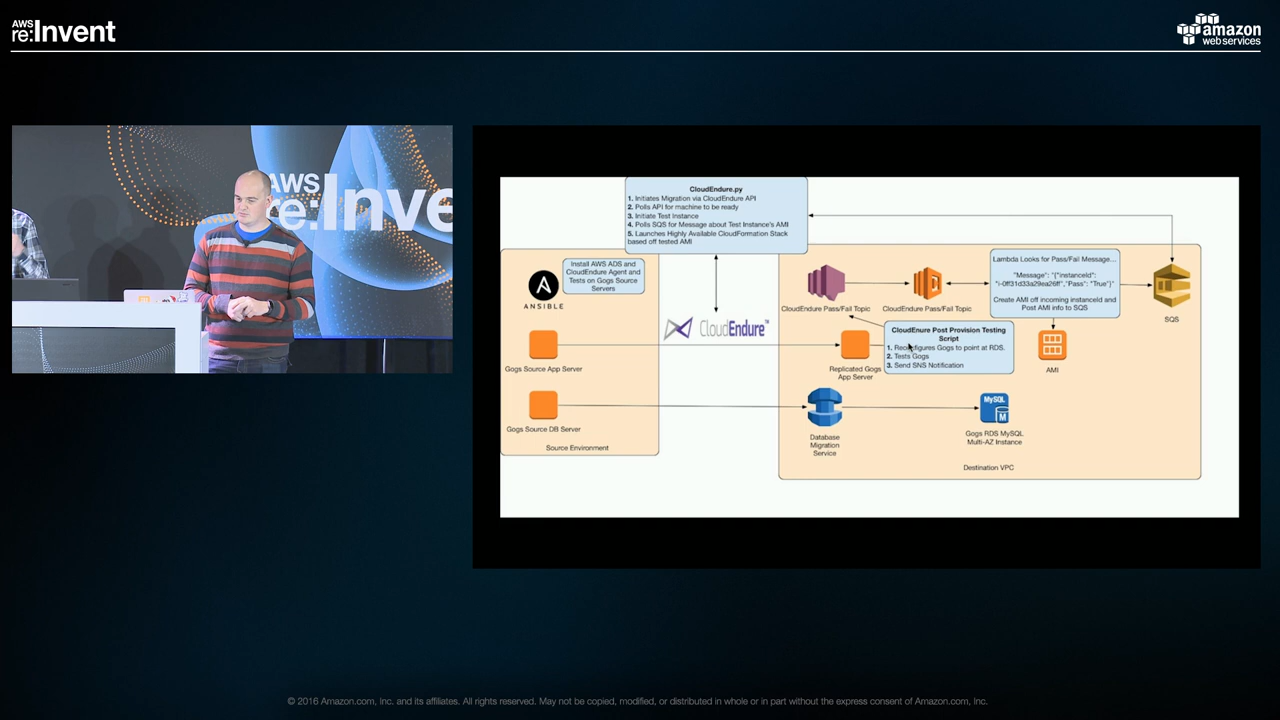 AWS
re:Invent
amazon
web services
AWS
re:Inve
CloudEndure.py
1. Initiates Migration via CloudEndure API
2. Polls API for machine to be ready
3. Initiate Test Instance
4. Polls SQS for Message about Test Instance's AMI
5. Launches Highly Available CloudFormation Stack
based off tested AMI
ANSIBLE
Install AWS ADS and
CloudEndure Agent and
Tests on Gogs Source
Servers
Gogs Source App Server
Gogs Source DB Server
Source Environment
CloudEndure™
CloudEndure Pass/Fail Topic
CloudEndure Pass/Fail Topic
Lambda Looks for Pass/Fail Message...
"Message": "{"instanceId":
"i-0ff31d33a29ea26ff","Pass": "True"}"
Create AMI off incoming instanceId and
Post AMI info to SQS
SQS
CloudEnure Post Provision Testing
Script
1. Reconfigures Gogs to point at RDS.
2. Tests Gogs
3. Send SNS Notification
Replicated Gogs
App Server
AMI
Database
Migration
Service
MySQL
M
Gogs RDS MySQL
Multi-AZ Instance
Destination VPC
© 2016 Amazon.com, Inc. and its affiliates. All rights reserved. May not be copied, modified, or distributed in whole or in part without the express consent of Amazon.com, Inc.